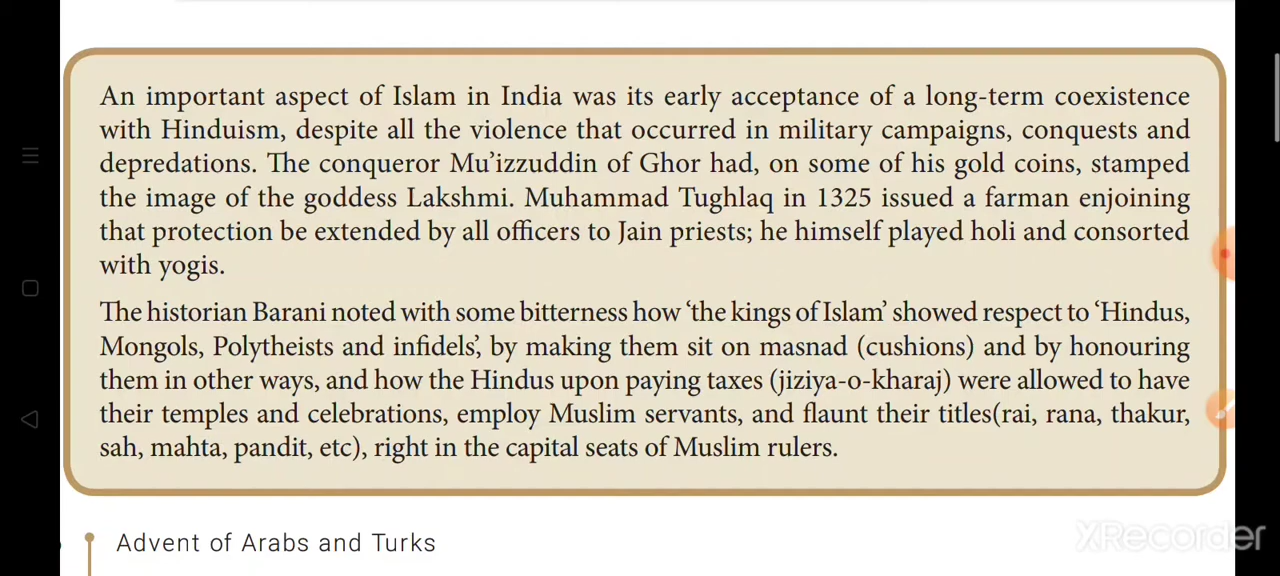 An important aspect of Islam in India was its early acceptance of a long-term coexistence
with Hinduism, despite all the violence that occurred in military campaigns, conquests and
depredations. The conqueror Mu’izzuddin of Ghor had, on some of his gold coins, stamped
the image of the goddess Lakshmi. Muhammad Tughlaq in 1325 issued a farman enjoining
that protection be extended by all officers to Jain priests; he himself played holi and consorted
with yogis.
The historian Barani noted with some bitterness how ‘the kings of Islam’ showed respect to ‘Hindus,
Mongols, Polytheists and infidels’, by making them sit on masnad (cushions) and by honouring
them in other ways, and how the Hindus upon paying taxes (jiziya-o-kharaj) were allowed to have
their temples and celebrations, employ Muslim servants, and flaunt their titles(rai, rana, thakur,
sah, mahta, pandit, etc), right in the capital seats of Muslim rulers.
Advent of Arabs and Turks
XRecorder